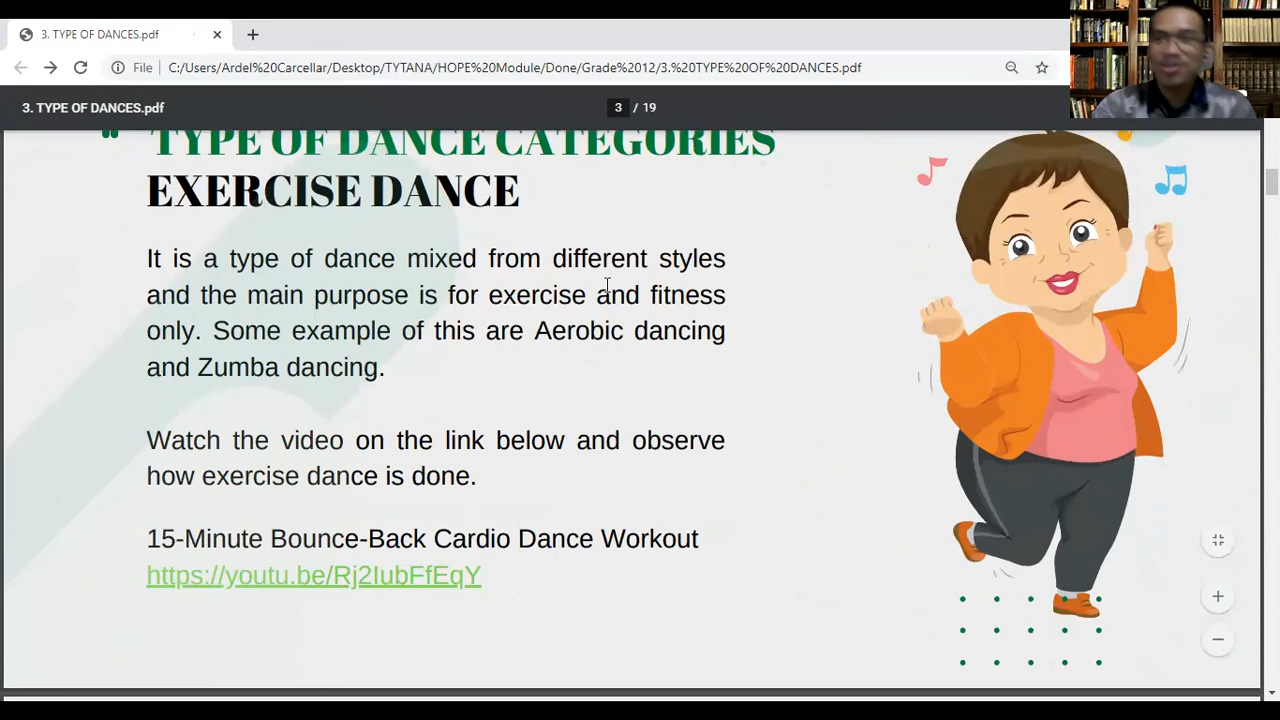 3. TYPE OF DANCES.pdf
File
C:/Users/Ardel%20Carcellar/Desktop/TYTANA/HOPE%20Module/Done/Grade%2012/3.%20TYPE%20OF%20DANCES.pdf
3. TYPE OF DANCES.pdf
3 / 19
" TYPE OF DANCE CATEGORIES
EXERCISE DANCE
It is a type of dance mixed from different styles
and the main purpose is for exercise and fitness
only. Some example of this are Aerobic dancing
and Zumba dancing.
Watch the video on the link below and observe
how exercise dance is done.
15-Minute Bounce-Back Cardio Dance Workout
https://youtu.be/Rj2IubFfEqY